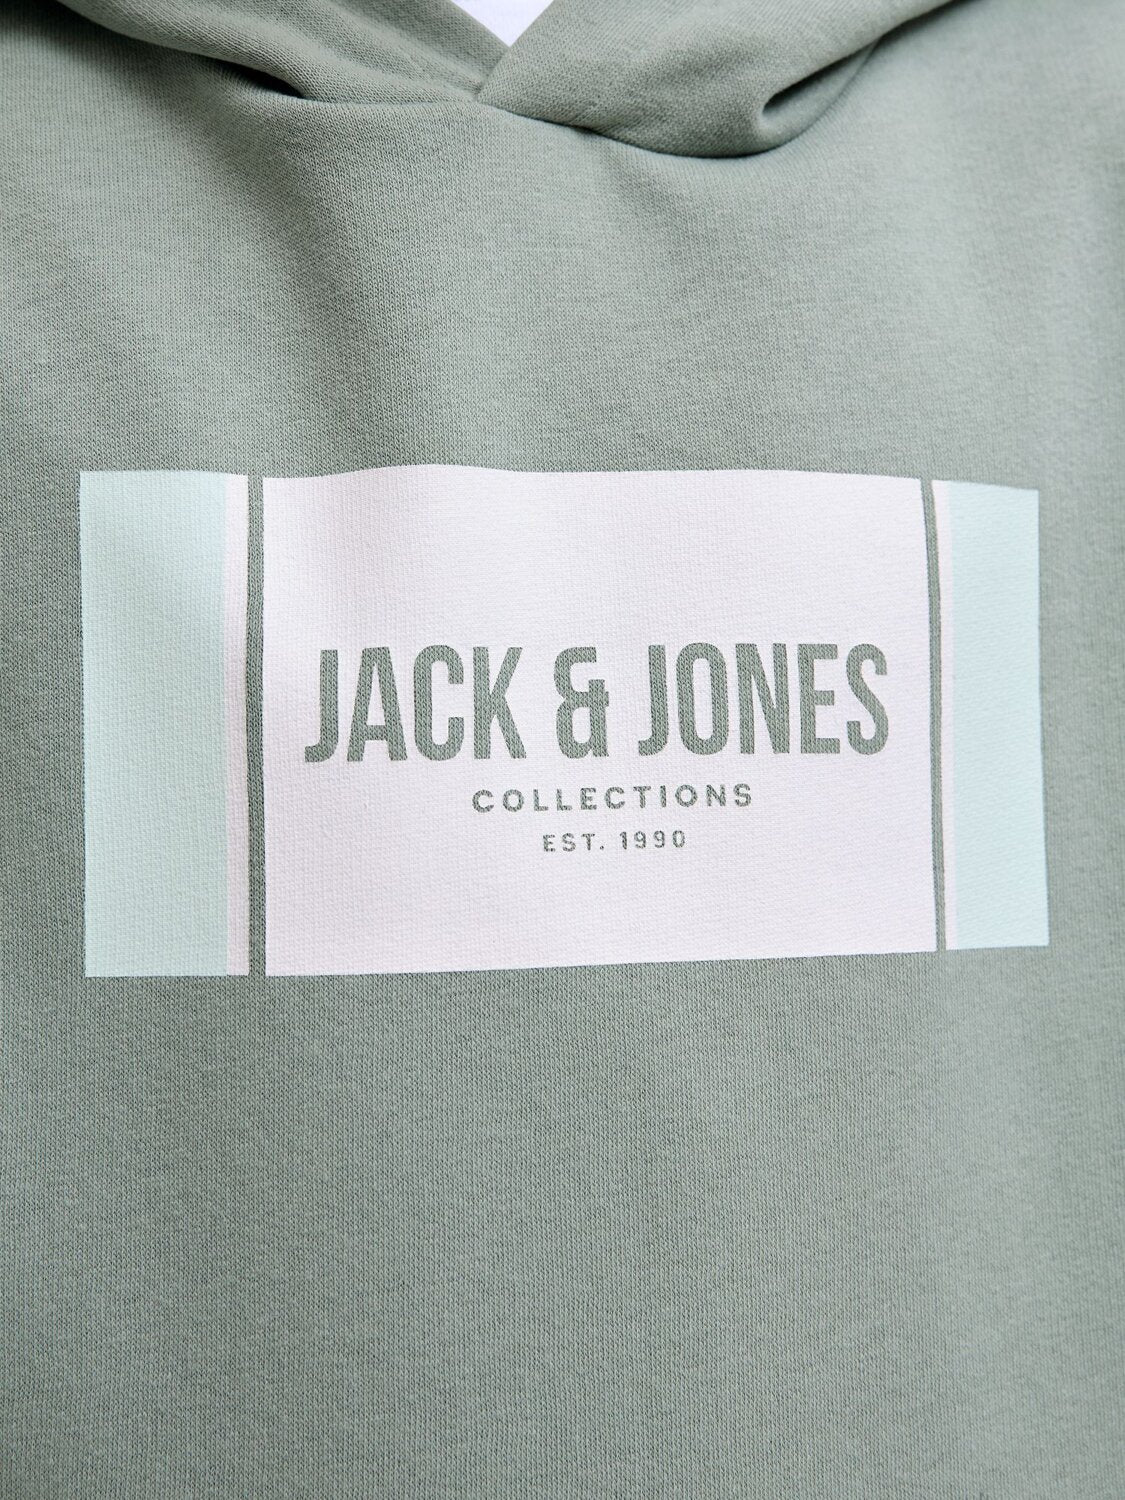 JACK & JONES
COLLECTIONS
EST. 1990